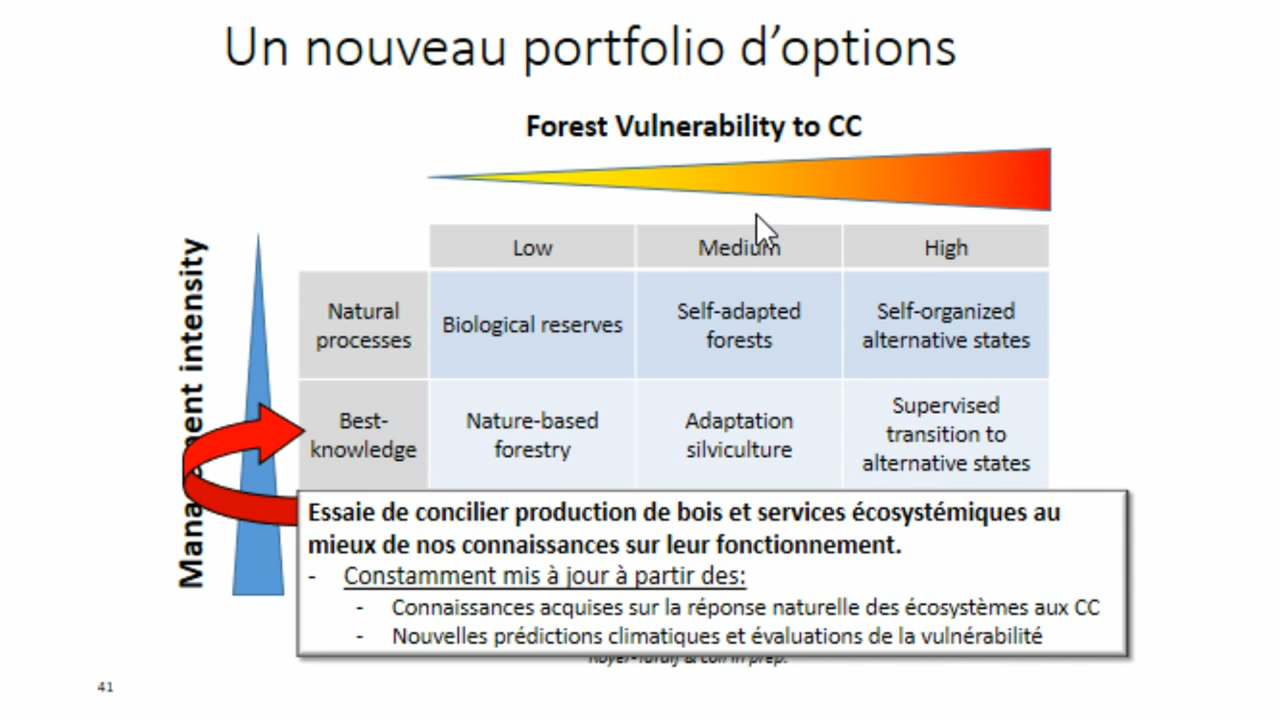 Un nouveau portfolio d’options
Forest Vulnerability to CC
Management intensity
Low
Medium
High
Natural
processes
Biological reserves
Self-adapted
forests
Self-organized
alternative states
Best-
knowledge
Nature-based
forestry
Adaptation
silviculture
Supervised
transition to
alternative states
Essaie de concilier production de bois et services écosystémiques au
mieux de nos connaissances sur leur fonctionnement.
- Constamment mis à jour à partir des:
- Connaissances acquises sur la réponse naturelle des écosystèmes aux CC
- Nouvelles prédictions climatiques et évaluations de la vulnérabilité
41